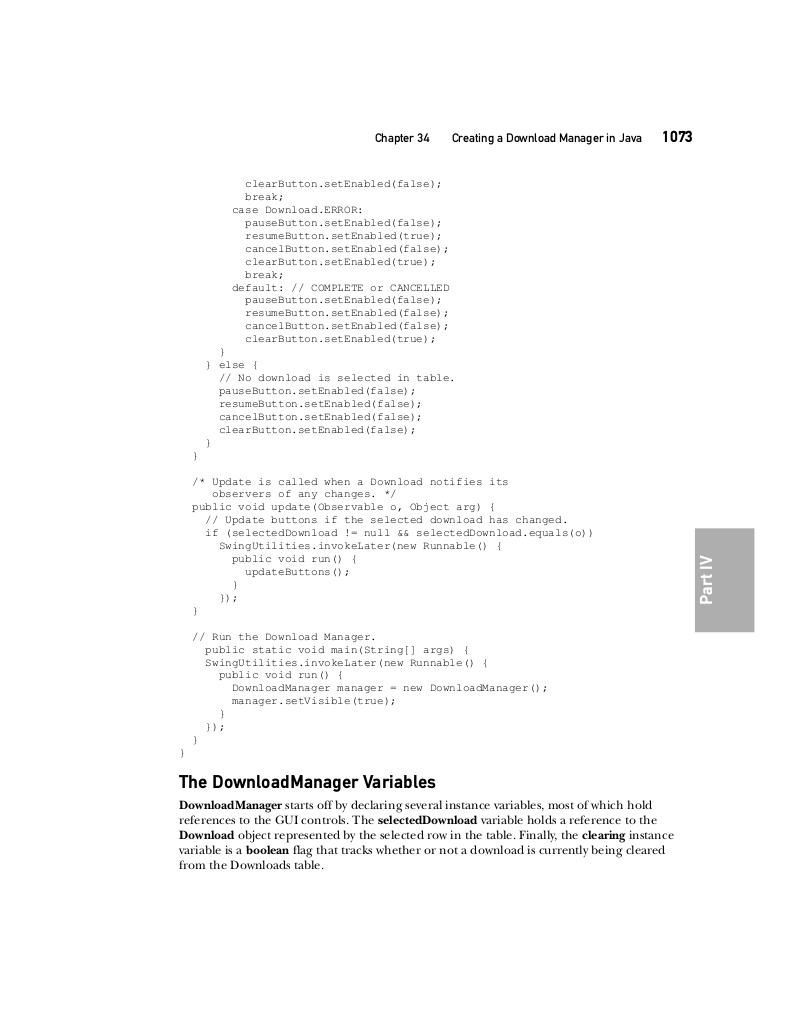 Chapter 34 Creating a Download Manager in Java 1073
clearButton.setEnabled(false);
break;
case Download.ERROR:
pauseButton.setEnabled(false);
resumeButton.setEnabled(true);
cancelButton.setEnabled(false);
clearButton.setEnabled(true);
break;
default: // COMPLETE or CANCELLED
pauseButton.setEnabled(false);
resumeButton.setEnabled(false);
cancelButton.setEnabled(false);
clearButton.setEnabled(true);
}
} else {
// No download is selected in table.
pauseButton.setEnabled(false);
resumeButton.setEnabled(false);
cancelButton.setEnabled(false);
clearButton.setEnabled(false);
}
}
/* Update is called when a Download notifies its
observers of any changes. */
public void update(Observable o, Object arg) {
// Update buttons if the selected download has changed.
if (selectedDownload != null && selectedDownload.equals(o))
SwingUtilities.invokeLater(new Runnable() {
public void run() {
updateButtons();
}
});
}
// Run the Download Manager.
public static void main(String[] args) {
SwingUtilities.invokeLater(new Runnable() {
public void run() {
DownloadManager manager = new DownloadManager();
manager.setVisible(true);
}
});
}
}
Part IV
The DownloadManager Variables
DownloadManager starts off by declaring several instance variables, most of which hold
references to the GUI controls. The selectedDownload variable holds a reference to the
Download object represented by the selected row in the table. Finally, the clearing instance
variable is a boolean flag that tracks whether or not a download is currently being cleared
from the Downloads table.